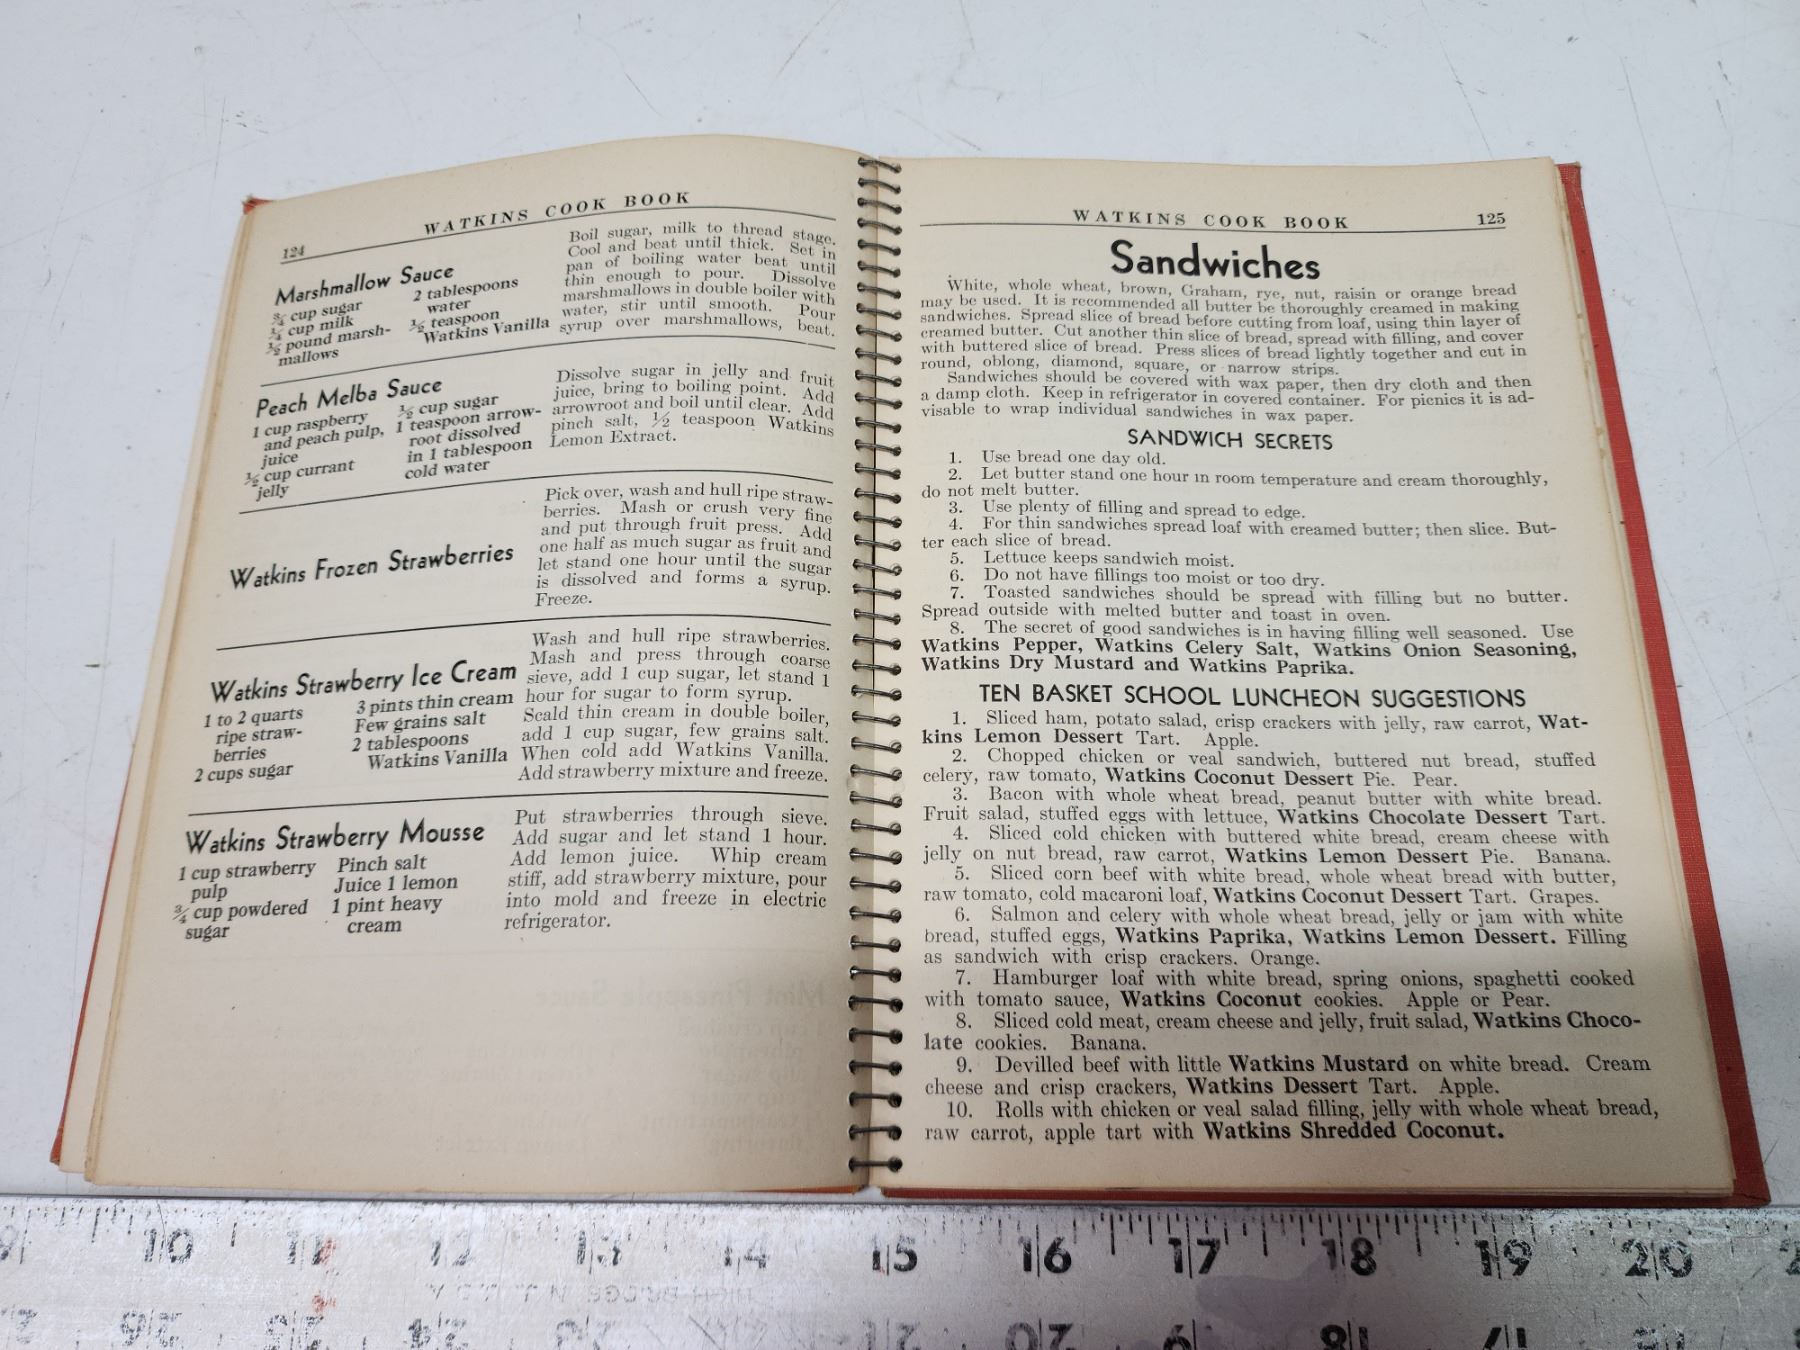 WATKINS COOK BOOK
124
Marshmallow Sauce
¾ cup sugar
¼ cup milk
½ pound marsh-
mallows
2 tablespoons
water
½ teaspoon
Watkins Vanilla
Boil sugar, milk to thread stage.
Cool and beat until thick. Set in
pan of boiling water beat until
thin enough to pour. Dissolve
marshmallows in double boiler with
water, stir until smooth. Pour
syrup over marshmallows, beat.
Peach Melba Sauce
1 cup raspberry
and peach pulp,
juice
½ cup currant
jelly
½ cup sugar
1 teaspoon arrow-
root dissolved
in 1 tablespoon
cold water
Dissolve sugar in jelly and fruit
juice, bring to boiling point. Add
arrowroot and boil until clear. Add
pinch salt, ½ teaspoon Watkins
Lemon Extract.
Watkins Frozen Strawberries
Pick over, wash and hull ripe straw-
berries. Mash or crush very fine
and put through fruit press. Add
one half as much sugar as fruit and
let stand one hour until the sugar
is dissolved and forms a syrup.
Freeze.
Watkins Strawberry Ice Cream
1 to 2 quarts
ripe straw-
berries
2 cups sugar
3 pints thin cream
Few grains salt
2 tablespoons
Watkins Vanilla
Wash and hull ripe strawberries.
Mash and press through coarse
sieve, add 1 cup sugar, let stand 1
hour for sugar to form syrup.
Scald thin cream in double boiler,
add 1 cup sugar, few grains salt.
When cold add Watkins Vanilla.
Add strawberry mixture and freeze.
Watkins Strawberry Mousse
1 cup strawberry
pulp
¾ cup powdered
sugar
Pinch salt
Juice 1 lemon
1 pint heavy
cream
Put strawberries through sieve.
Add sugar and let stand 1 hour.
Add lemon juice. Whip cream
stiff, add strawberry mixture, pour
into mold and freeze in electric
refrigerator.
WATKINS COOK BOOK 125
Sandwiches
White, whole wheat, brown, Graham, rye, nut, raisin or orange bread
may be used. It is recommended all butter be thoroughly creamed in making
sandwiches. Spread slice of bread before cutting from loaf, using thin layer of
creamed butter. Cut another thin slice of bread, spread with filling, and cover
with buttered slice of bread. Press slices of bread lightly together and cut in
round, oblong, diamond, square, or narrow strips.
Sandwiches should be covered with wax paper, then dry cloth and then
a damp cloth. Keep in refrigerator in covered container. For picnics it is ad-
visable to wrap individual sandwiches in wax paper.
SANDWICH SECRETS
1. Use bread one day old.
2. Let butter stand one hour in room temperature and cream thoroughly,
do not melt butter.
3. Use plenty of filling and spread to edge.
4. For thin sandwiches spread loaf with creamed butter; then slice. But-
ter each slice of bread.
5. Lettuce keeps sandwich moist.
6. Do not have fillings too moist or too dry.
7. Toasted sandwiches should be spread with filling but no butter.
Spread outside with melted butter and toast in oven.
8. The secret of good sandwiches is in having filling well seasoned. Use
Watkins Pepper, Watkins Celery Salt, Watkins Onion Seasoning,
Watkins Dry Mustard and Watkins Paprika.
TEN BASKET SCHOOL LUNCHEON SUGGESTIONS
1. Sliced ham, potato salad, crisp crackers with jelly, raw carrot, Wat-
kins Lemon Dessert Tart. Apple.
2. Chopped chicken or veal sandwich, buttered nut bread, stuffed
celery, raw tomato, Watkins Coconut Dessert Pie. Pear.
3. Bacon with whole wheat bread, peanut butter with white bread.
Fruit salad, stuffed eggs with lettuce, Watkins Chocolate Dessert Tart.
4. Sliced cold chicken with buttered white bread, cream cheese with
jelly on nut bread, raw carrot, Watkins Lemon Dessert Pie. Banana.
5. Sliced corn beef with white bread, whole wheat bread with butter,
raw tomato, cold macaroni loaf, Watkins Coconut Dessert Tart. Grapes.
6. Salmon and celery with whole wheat bread, jelly or jam with white
bread, stuffed eggs, Watkins Paprika, Watkins Lemon Dessert. Filling
as sandwich with crisp crackers. Orange.
7. Hamburger loaf with white bread, spring onions, spaghetti cooked
with tomato sauce, Watkins Coconut cookies. Apple or Pear.
8. Sliced cold meat, cream cheese and jelly, fruit salad, Watkins Choco-
late cookies. Banana.
9. Devilled beef with little Watkins Mustard on white bread. Cream
cheese and crisp crackers, Watkins Dessert Tart. Apple.
10. Rolls with chicken or veal salad filling, jelly with whole wheat bread,
raw carrot, apple tart with Watkins Shredded Coconut.
9 10 11 12 13 14 15 16 17 18 19 20
26 25 24 23 21 20 19 18 17